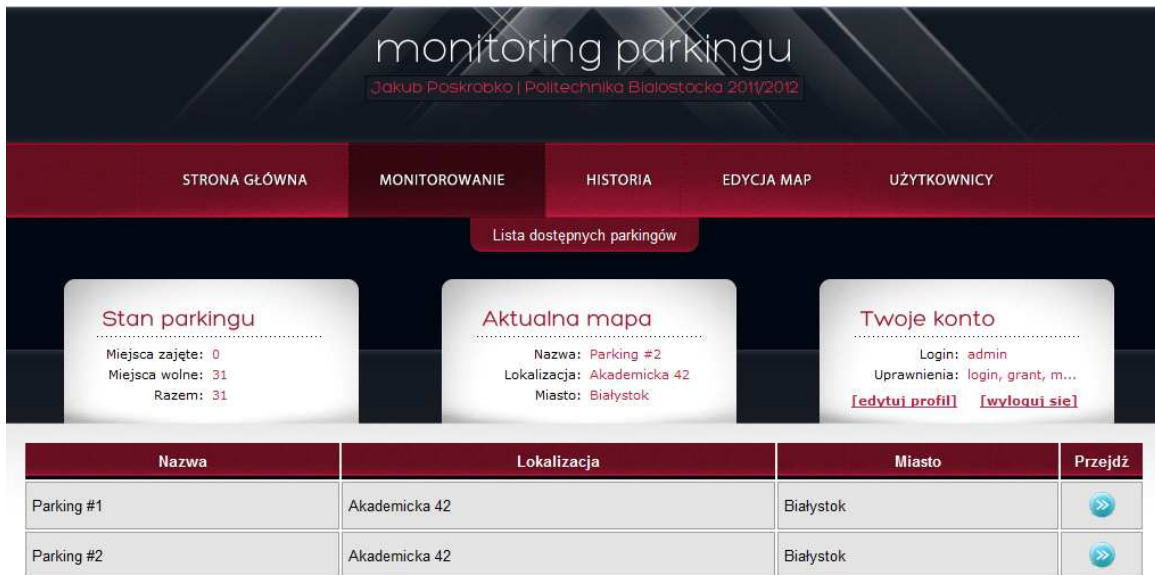 monitoring parkingu
Jakub Poskrobko | Politechnika Bialostocka 2011/2012
STRONA GŁÓWNA MONITOROWANIE HISTORIA EDYCJA MAP UŻYTKOWNICY
Lista dostępnych parkingów
Stan parkingu
Miejsca zajęte: 0
Miejsca wolne: 31
Razem: 31
Aktualna mapa
Nazwa: Parking #2
Lokalizacja: Akademicka 42
Miasto: Białystok
Twoje konto
Login: admin
Uprawnienia: login, grant, m...
[edytuj profil] [wyloguj sie]
Nazwa Lokalizacja Miasto Przejdź
Parking #1 Akademicka 42 Białystok
Parking #2 Akademicka 42 Białystok